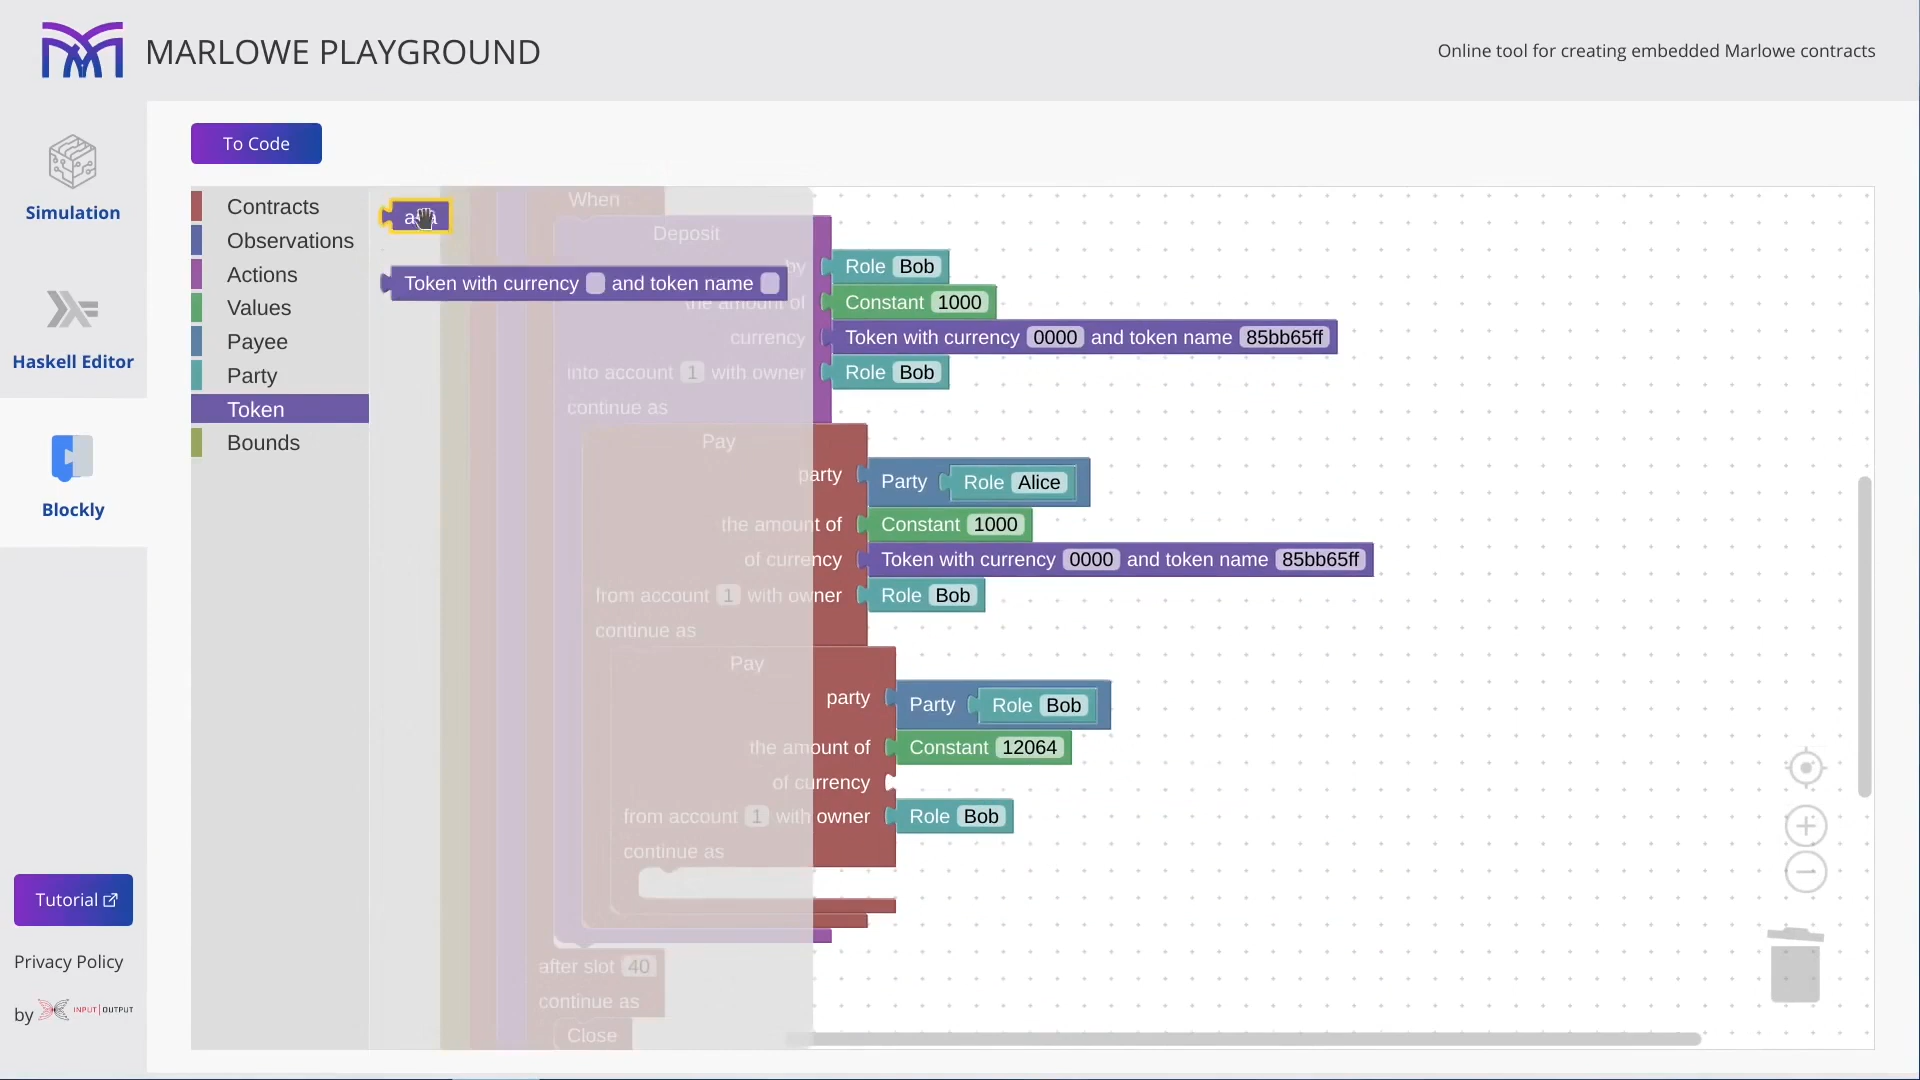 MARLOWE PLAYGROUND
Online tool for creating embedded Marlowe contracts
To Code
Simulation
Haskell Editor
Blockly
Tutorial
Privacy Policy
by INPUT | OUTPUT
Contracts
Observations
Actions
Values
Payee
Party
Token
Bounds
Token with currency and token name
When
Deposit
by Role Bob
the amount of Constant 1000
currency Token with currency 0000 and token name 85bb65ff
into account 1 with owner Role Bob
continue as
Pay
party Party Role Alice
the amount of Constant 1000
of currency Token with currency 0000 and token name 85bb65ff
from account 1 with owner Role Bob
continue as
Pay
party Party Role Bob
the amount of Constant 12064
of currency
from account 1 with owner Role Bob
continue as
after slot 40
continue as
Close